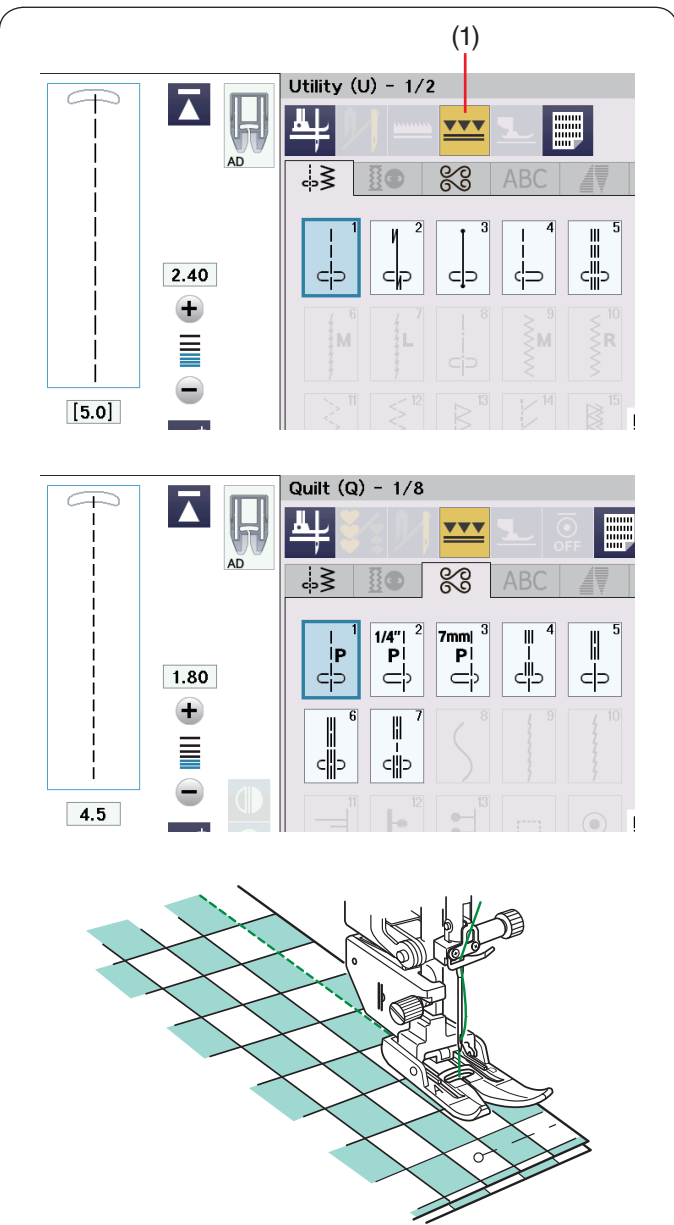 (1)
Utility (U) - 1/2
AD
ABC
2.40
[5.0]
1 2 3 4 5
6 M 7 L 8 9 M 10 R
11 12 13 14 15
Quilt (Q) - 1/8
OFF
AD
ABC
1.80
4.5
1 P 1/4" P 2 7mm P 3 4 5
6 7 8 9 10
11 12 13